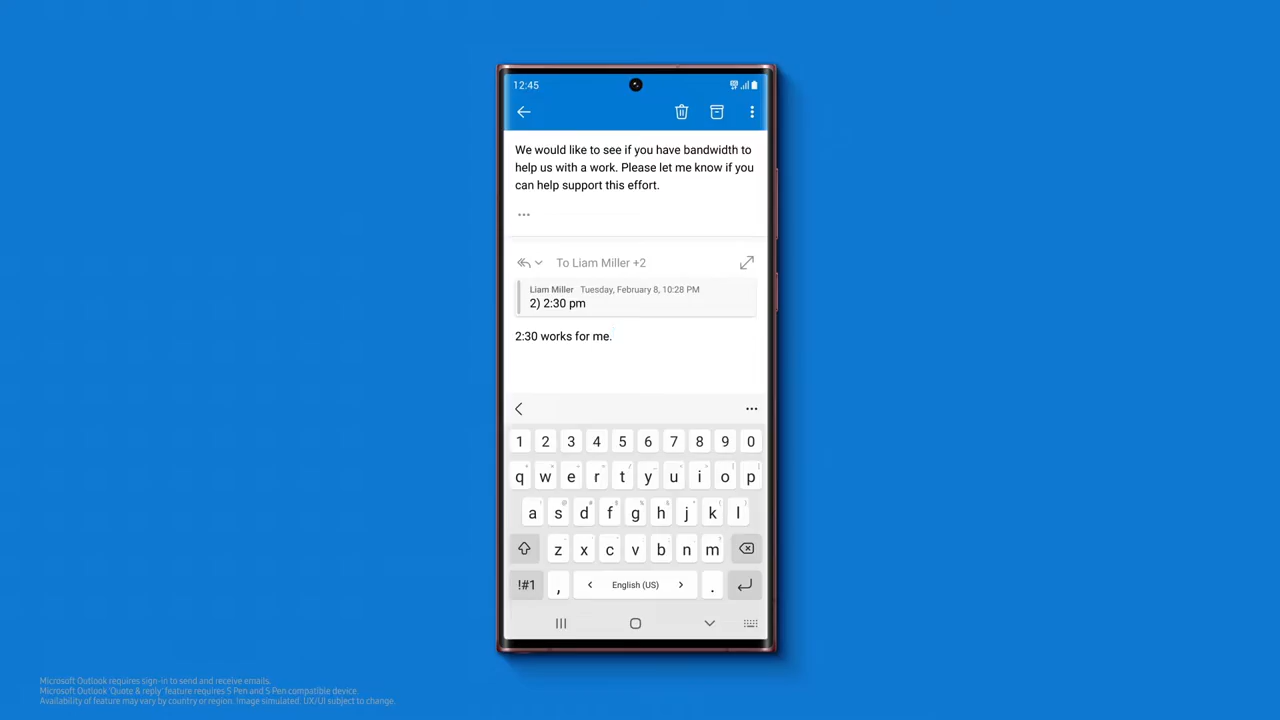 12:45
We would like to see if you have bandwidth to
help us with a work. Please let me know if you
can help support this effort.
...
To Liam Miller +2
Liam Miller Tuesday, February 8, 10:28 PM
2) 2:30 pm
2:30 works for me.
1 2 3 4 5 6 7 8 9 0
q w e r t y u i o p
a s d f g h j k l
z x c v b n m
!#1 , < English (US) > .
Microsoft Outlook requires sign-in to send and receive emails.
Microsoft Outlook 'Quote & reply' feature requires S Pen and S Pen compatible device.
Availability of feature may vary by country or region. Image simulated. UX/UI subject to change.